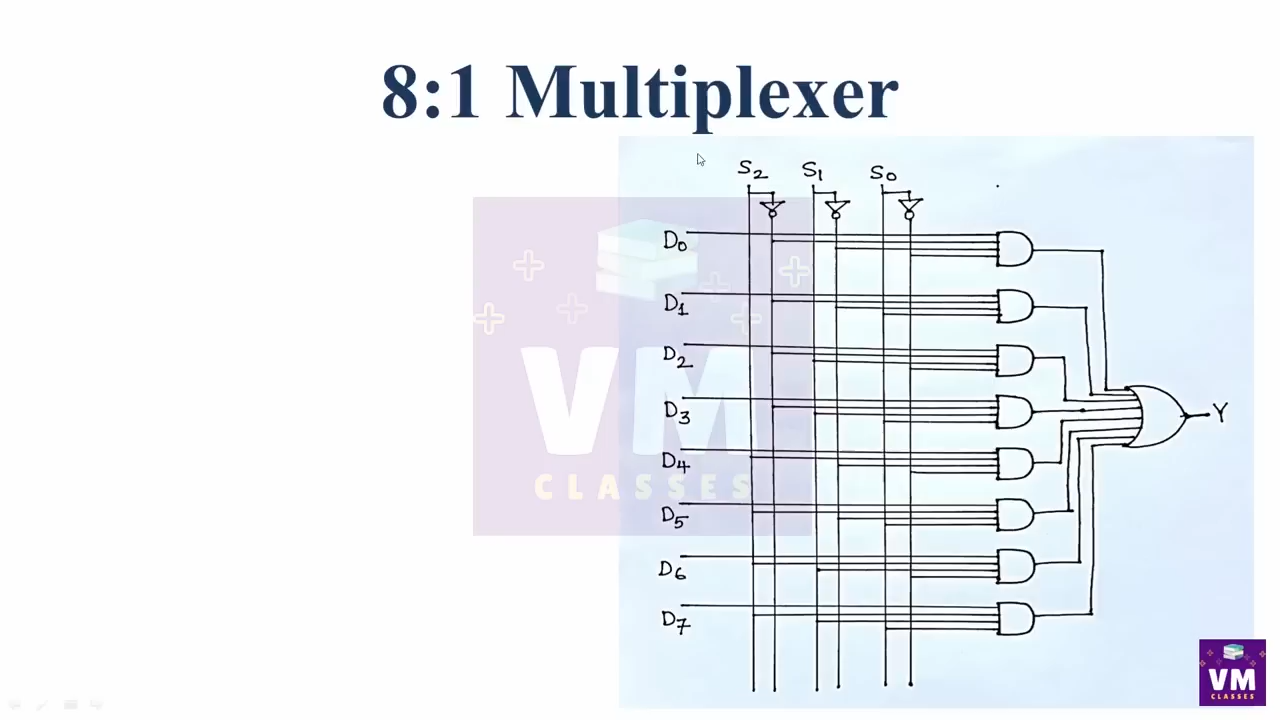 8:1 Multiplexer
S2 S1 S0
D0
D1
D2
D3
Y
D4
D5
D6
D7
VM
CLASSES
VM
CLASSES